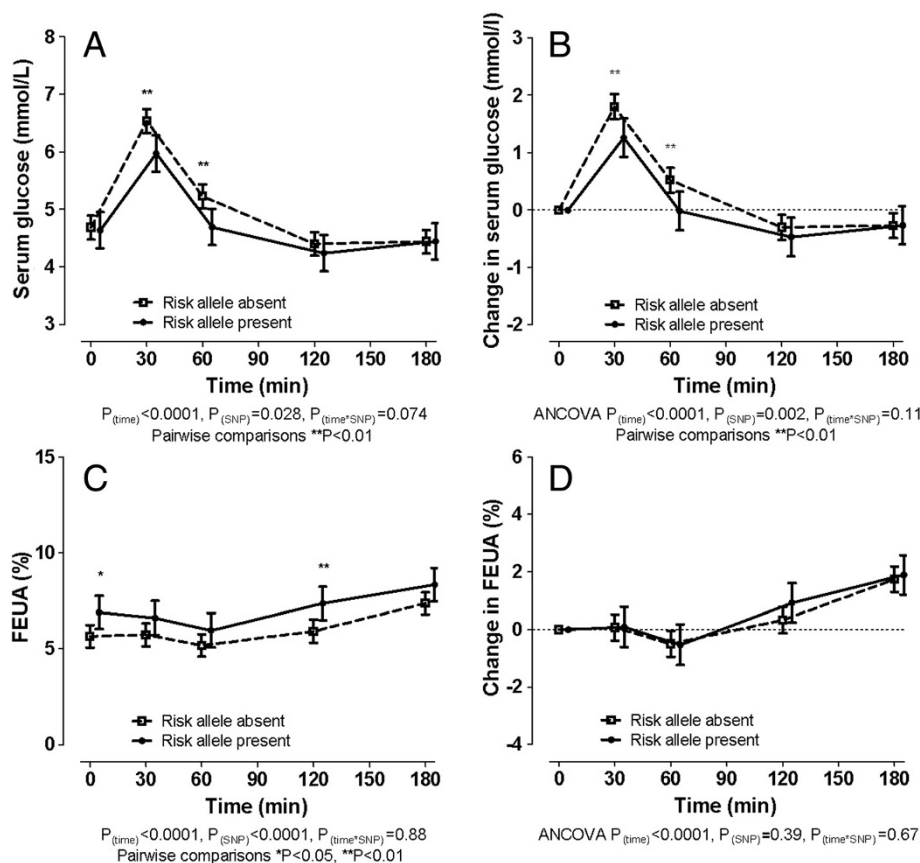 A
Serum glucose (mmol/L)
8
7
6
5
4
3
**
**
Risk allele absent
Risk allele present
0 30 60 90 120 150 180
Time (min)
P(time)<0.0001, P(SNP)=0.028, P(time*SNP)=0.074
Pairwise comparisons **P<0.01
B
Change in serum glucose (mmol/l)
3
2
1
0
-1
-2
**
**
Risk allele absent
Risk allele present
0 30 60 90 120 150 180
Time (min)
ANCOVA P(time)<0.0001, P(SNP)=0.002, P(time*SNP)=0.11
Pairwise comparisons **P<0.01
C
FEUA (%)
15
10
5
0
*
**
Risk allele absent
Risk allele present
0 30 60 90 120 150 180
Time (min)
P(time)<0.0001, P(SNP)<0.0001, P(time*SNP)=0.88
Pairwise comparisons *P<0.05, **P<0.01
D
Change in FEUA (%)
6
4
2
0
-2
-4
Risk allele absent
Risk allele present
0 30 60 90 120 150 180
Time (min)
ANCOVA P(time)<0.0001, P(SNP)=0.39, P(time*SNP)=0.67